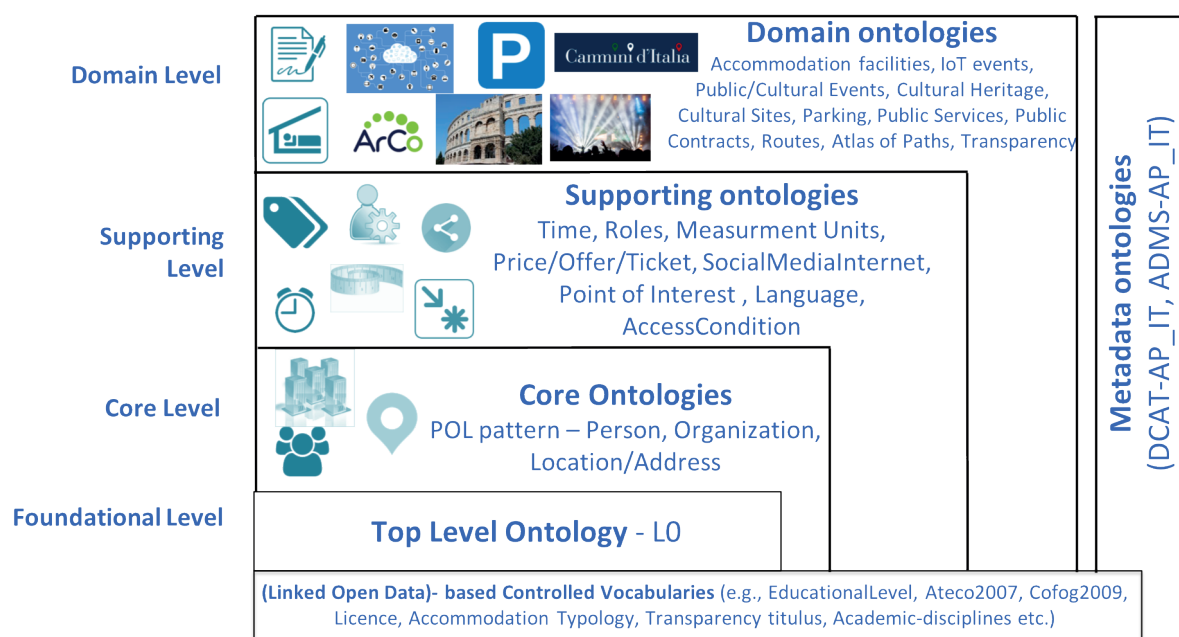 Domain Level
P
Cammini d'Italia
ArCo
Domain ontologies
Accommodation facilities, IoT events,
Public/Cultural Events, Cultural Heritage,
Cultural Sites, Parking, Public Services, Public
Contracts, Routes, Atlas of Paths, Transparency
Supporting
Level
Supporting ontologies
Time, Roles, Measurment Units,
Price/Offer/Ticket, SocialMediaInternet,
Point of Interest , Language,
AccessCondition
Core Level
Core Ontologies
POL pattern – Person, Organization,
Location/Address
Foundational Level
Top Level Ontology - L0
(Linked Open Data)- based Controlled Vocabularies (e.g., EducationalLevel, Ateco2007, Cofog2009,
Licence, Accommodation Typology, Transparency titulus, Academic-disciplines etc.)
Metadata ontologies
(DCAT-AP_IT, ADMS-AP_IT)